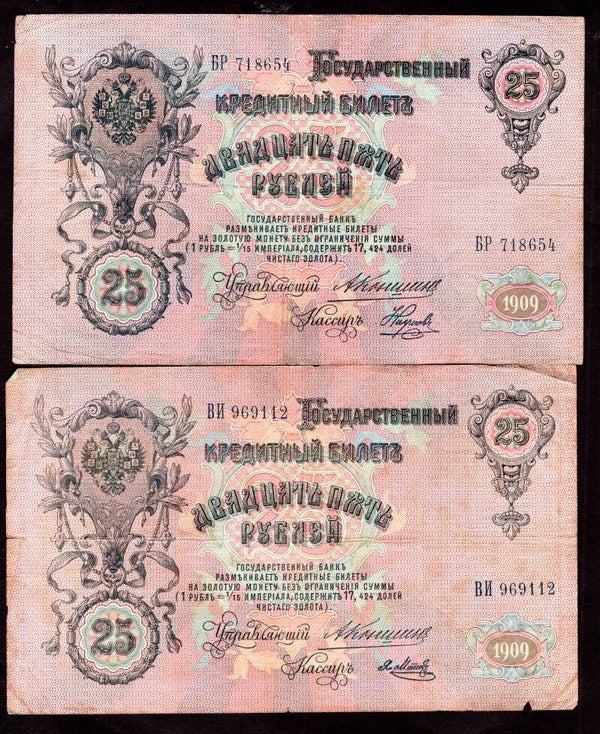 БР 718654 Государственный
25
Кредитный Билетъ
Двадцать пять
Рублей
ГОСУДАРСТВЕННЫЙ БАНКЪ
РАЗМѢНИВАЕТЪ КРЕДИТНЫЕ БИЛЕТЫ
НА ЗОЛОТУЮ МОНЕТУ БЕЗЪ ОГРАНИЧЕНІЯ СУММЫ
(1 РУБЛЬ = 1/15 ИМПЕРІАЛА, СОДЕРЖИТЪ 17, 424 ДОЛЕЙ
ЧИСТАГО ЗОЛОТА).
БР 718654
25
Управляющій А Коншинъ
1909
Кассиръ
ВИ 969112 Государственный
25
Кредитный Билетъ
Двадцать пять
Рублей
ГОСУДАРСТВЕННЫЙ БАНКЪ
РАЗМѢНИВАЕТЪ КРЕДИТНЫЕ БИЛЕТЫ
НА ЗОЛОТУЮ МОНЕТУ БЕЗЪ ОГРАНИЧЕНІЯ СУММЫ
(1 РУБЛЬ = 1/15 ИМПЕРІАЛА, СОДЕРЖИТЪ 17, 424 ДОЛЕЙ
ЧИСТАГО ЗОЛОТА).
ВИ 969112
25
Управляющій А Коншинъ
1909
Кассиръ